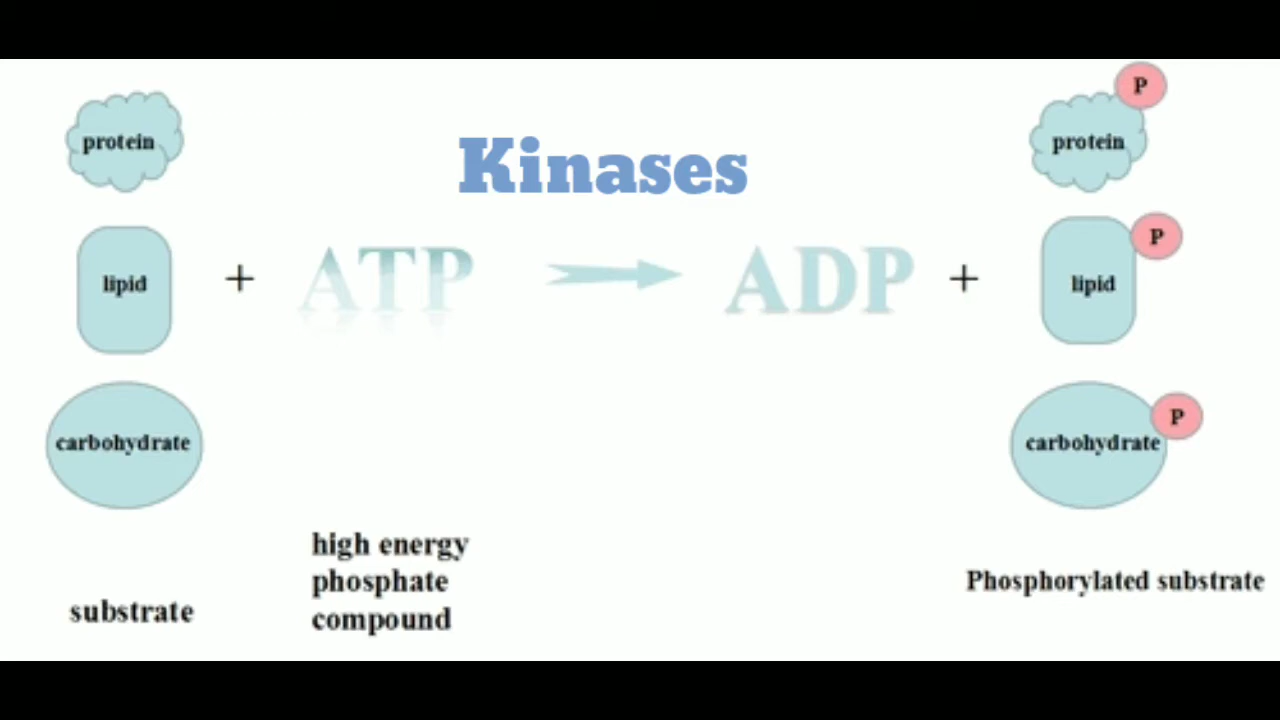 Kinases
protein
lipid
carbohydrate
substrate
+
ATP
high energy
phosphate
compound
ADP
+
protein
P
lipid
P
carbohydrate
P
Phosphorylated substrate